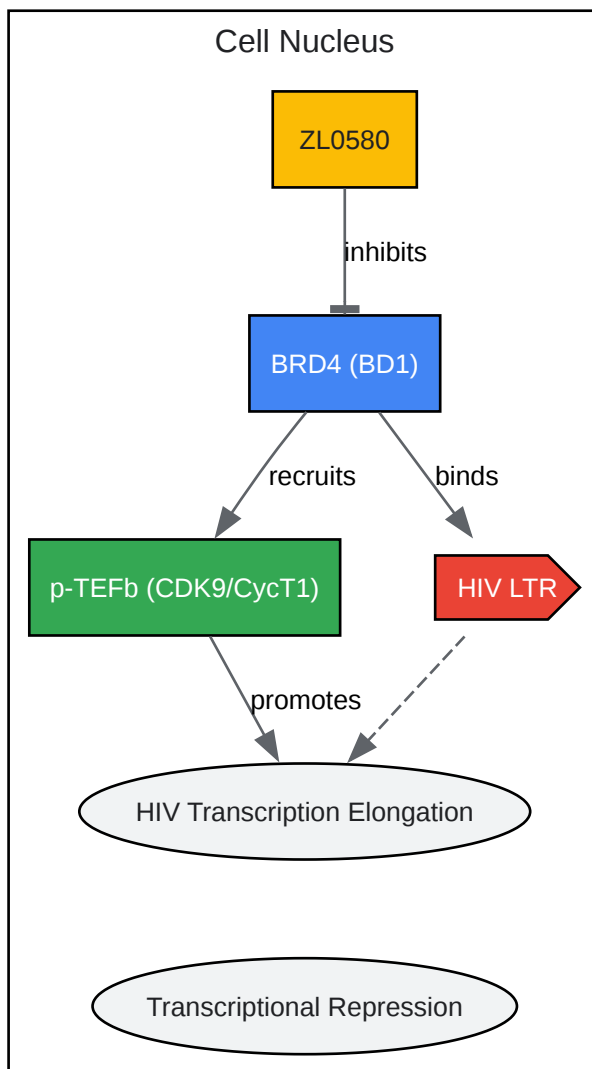 Cell Nucleus
ZL0580
inhibits
BRD4 (BD1)
recruits
binds
p-TEFb (CDK9/CycT1)
HIV LTR
promotes
HIV Transcription Elongation
Transcriptional Repression